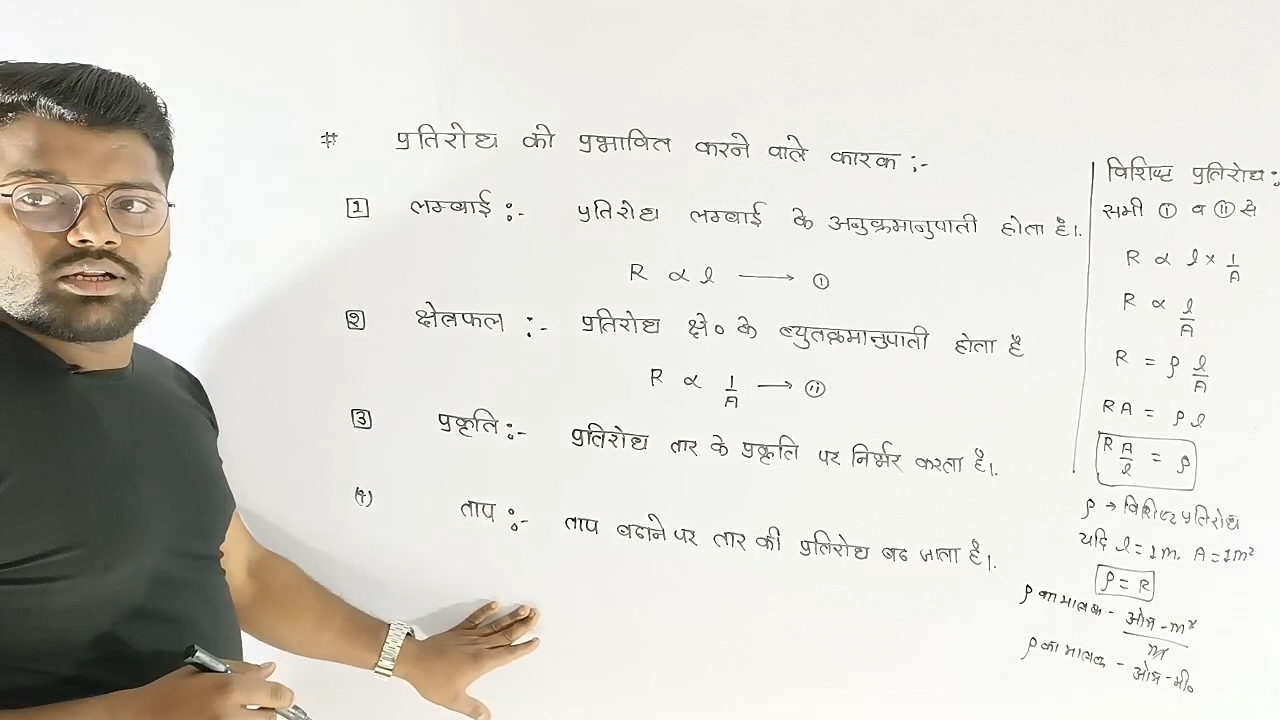 # प्रतिरोध को प्रभावित करने वाले कारक :-
1 लम्बाई :- प्रतिरोध लम्बाई के अनुक्रमानुपाती होता है।.
R ∝ l ⟶ ①
2 क्षेत्रफल :- प्रतिरोध क्षे० के ब्युतक्रमानुपाती होता है
R ∝ 1/A ⟶ ⓘⓘ
3 प्रकृति :- प्रतिरोध तार के प्रकृति पर निर्भर करता है।.
(4) ताप :- ताप बढाने पर तार की प्रतिरोध बढ जाता है।.
विशिष्ट प्रतिरोध :
समी ① व ⓘⓘ से
R ∝ l × 1/A
R ∝ l/A
R = ρ l/A
RA = ρ l
R A/l = ρ
ρ → विशिष्ट प्रतिरोध
यदि l = 1m. A = 1m²
ρ = R
ρ का मात्रक - ओम - m²/m
ρ का मात्रक - ओम - मी०